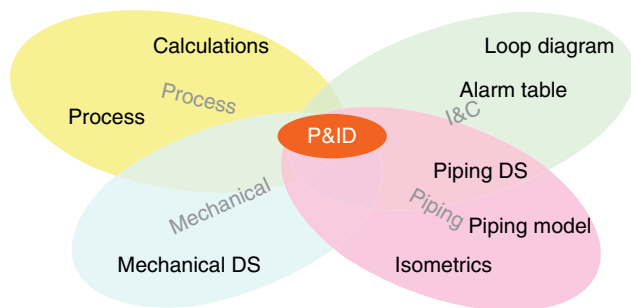 Calculations
Loop diagram
Process
Alarm table
Process
I&C
P&ID
Piping DS
Mechanical
Piping
Piping model
Mechanical DS
Isometrics